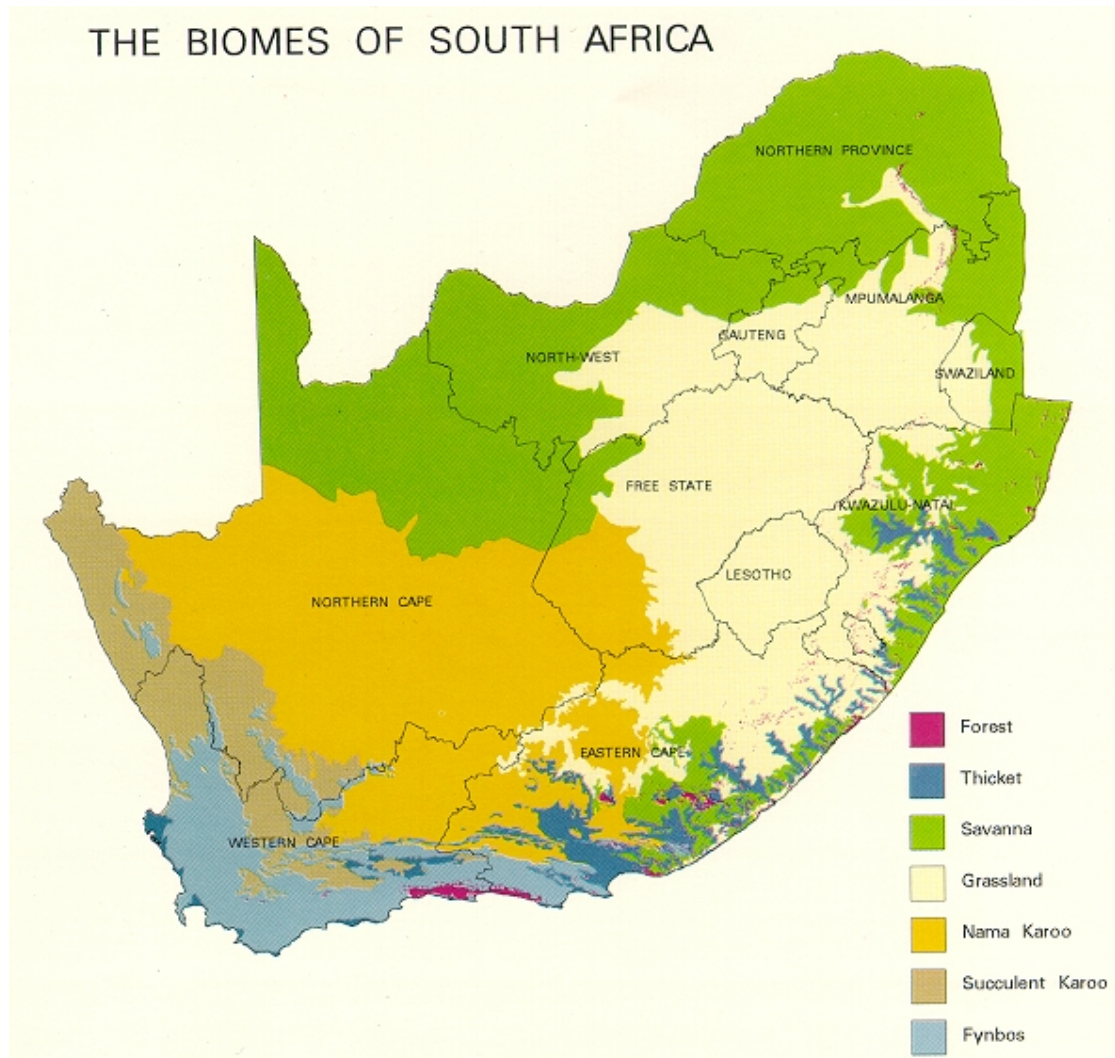 THE BIOMES OF SOUTH AFRICA
NORTHERN PROVINCE
MPUMALANGA
GAUTENG
NORTH-WEST
SWAZILAND
FREE STATE
KWAZULU-NATAL
LESOTHO
NORTHERN CAPE
EASTERN CAPE
WESTERN CAPE
Forest
Thicket
Savanna
Grassland
Nama Karoo
Succulent Karoo
Fynbos